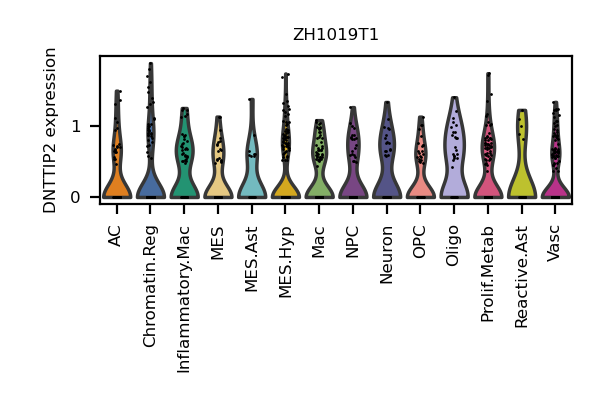 ZH1019T1
DNTTIP2 expression
1
0
AC
Chromatin.Reg
Inflammatory.Mac
MES
MES.Ast
MES.Hyp
Mac
NPC
Neuron
OPC
Oligo
Prolif.Metab
Reactive.Ast
Vasc